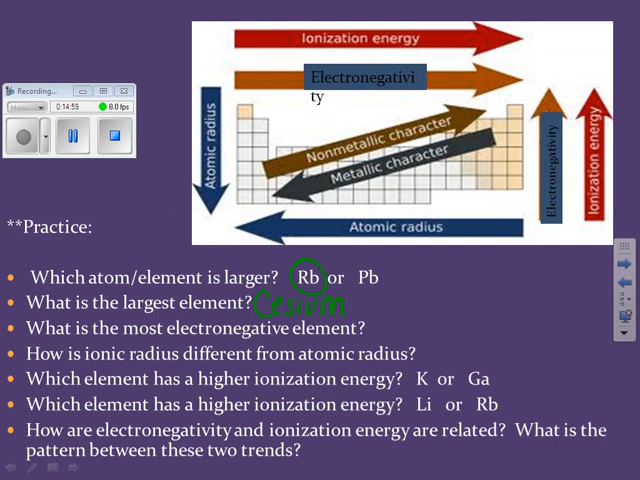 Ionization energy
Recording...
Electronegativi
ty
Menu
0:14:59
8.0 fps
Atomic radius
Nonmetallic character
Metallic character
Electronegativity
Ionization energy
Atomic radius
**Practice:
Which atom/element is larger? Rb or Pb
What is the largest element? Cesium
What is the most electronegative element?
How is ionic radius different from atomic radius?
Which element has a higher ionization energy? K or Ga
Which element has a higher ionization energy? Li or Rb
How are electronegativity and ionization energy are related? What is the
pattern between these two trends?